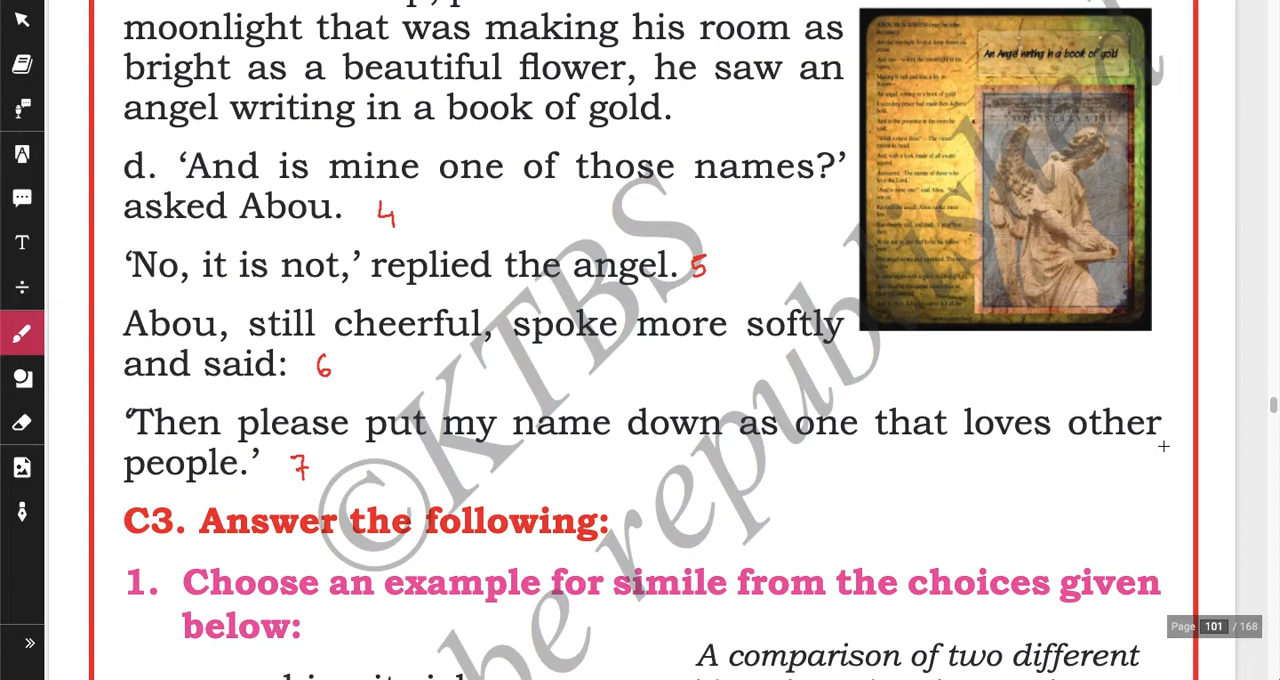 moonlight that was making his room as
bright as a beautiful flower, he saw an
angel writing in a book of gold.
d. ‘And is mine one of those names?’
asked Abou. 4
‘No, it is not,’ replied the angel. 5
Abou, still cheerful, spoke more softly
and said: 6
‘Then please put my name down as one that loves other
people.’ 7
C3. Answer the following:
1. Choose an example for simile from the choices given
below:
A comparison of two different
An Angel writing in a book of gold
©KTBS
be republished
Page 101 / 168